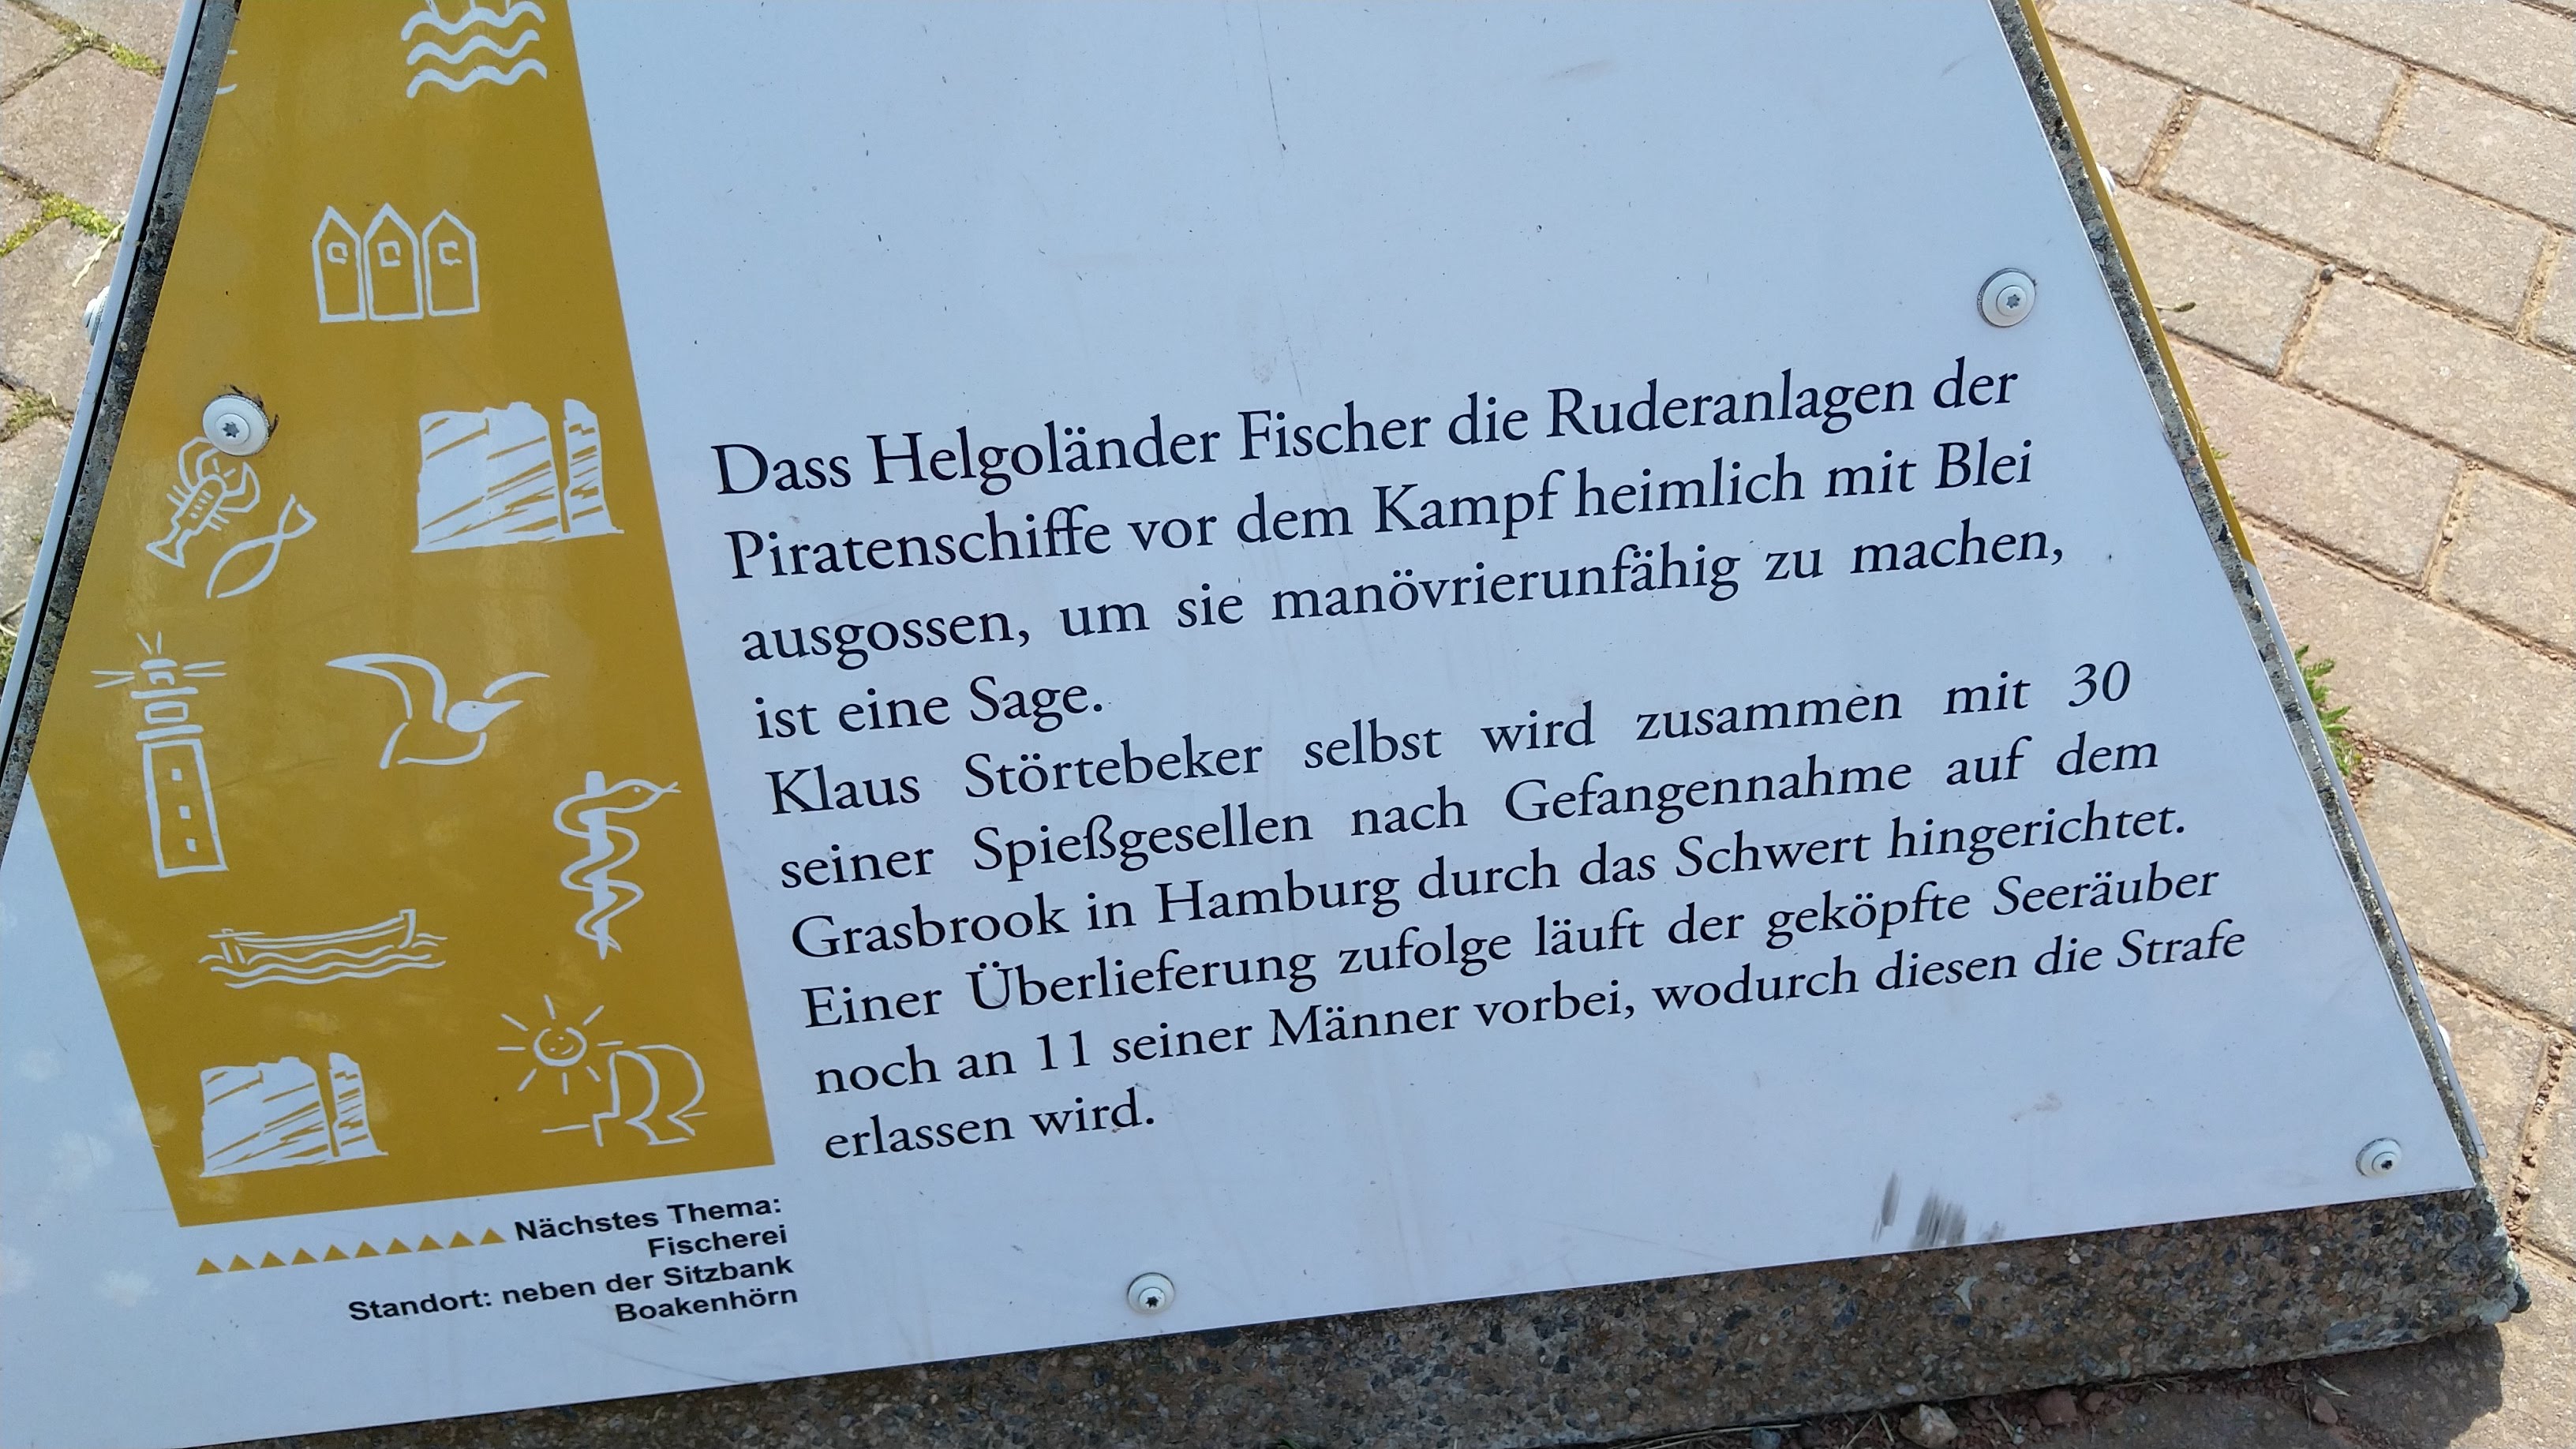 Dass Helgoländer Fischer die Ruderanlagen der
Piratenschiffe vor dem Kampf heimlich mit Blei
ausgossen, um sie manövrierunfähig zu machen,
ist eine Sage.
Klaus Störtebeker selbst wird zusammen mit 30
seiner Spießgesellen nach Gefangennahme auf dem
Grasbrook in Hamburg durch das Schwert hingerichtet.
Einer Überlieferung zufolge läuft der geköpfte Seeräuber
noch an 11 seiner Männer vorbei, wodurch diesen die Strafe
erlassen wird.
Nächstes Thema:
Fischerei
Standort: neben der Sitzbank
Boakenhörn